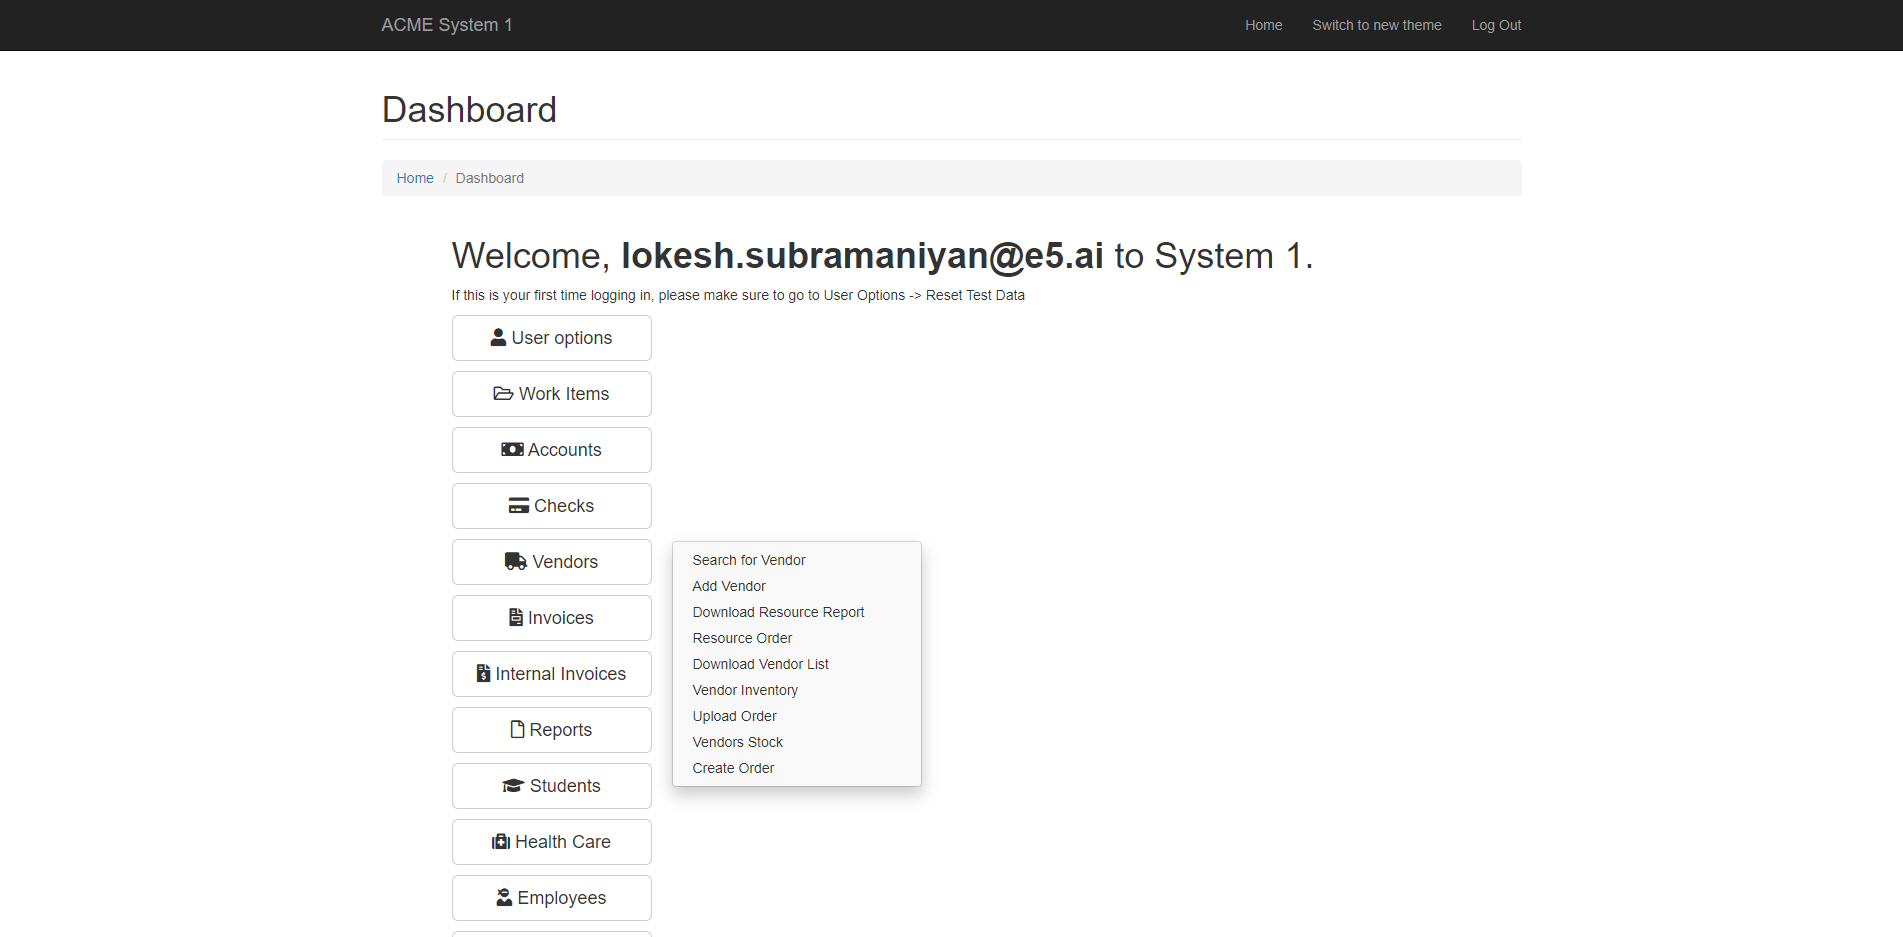 ACME System 1
Home
Switch to new theme
Log Out
Dashboard
Home / Dashboard
Welcome, lokesh.subramaniyan@e5.ai to System 1.
If this is your first time logging in, please make sure to go to User Options -> Reset Test Data
User options
Work Items
Accounts
Checks
Vendors
Search for Vendor
Add Vendor
Download Resource Report
Resource Order
Download Vendor List
Vendor Inventory
Upload Order
Vendors Stock
Create Order
Invoices
Internal Invoices
Reports
Students
Health Care
Employees